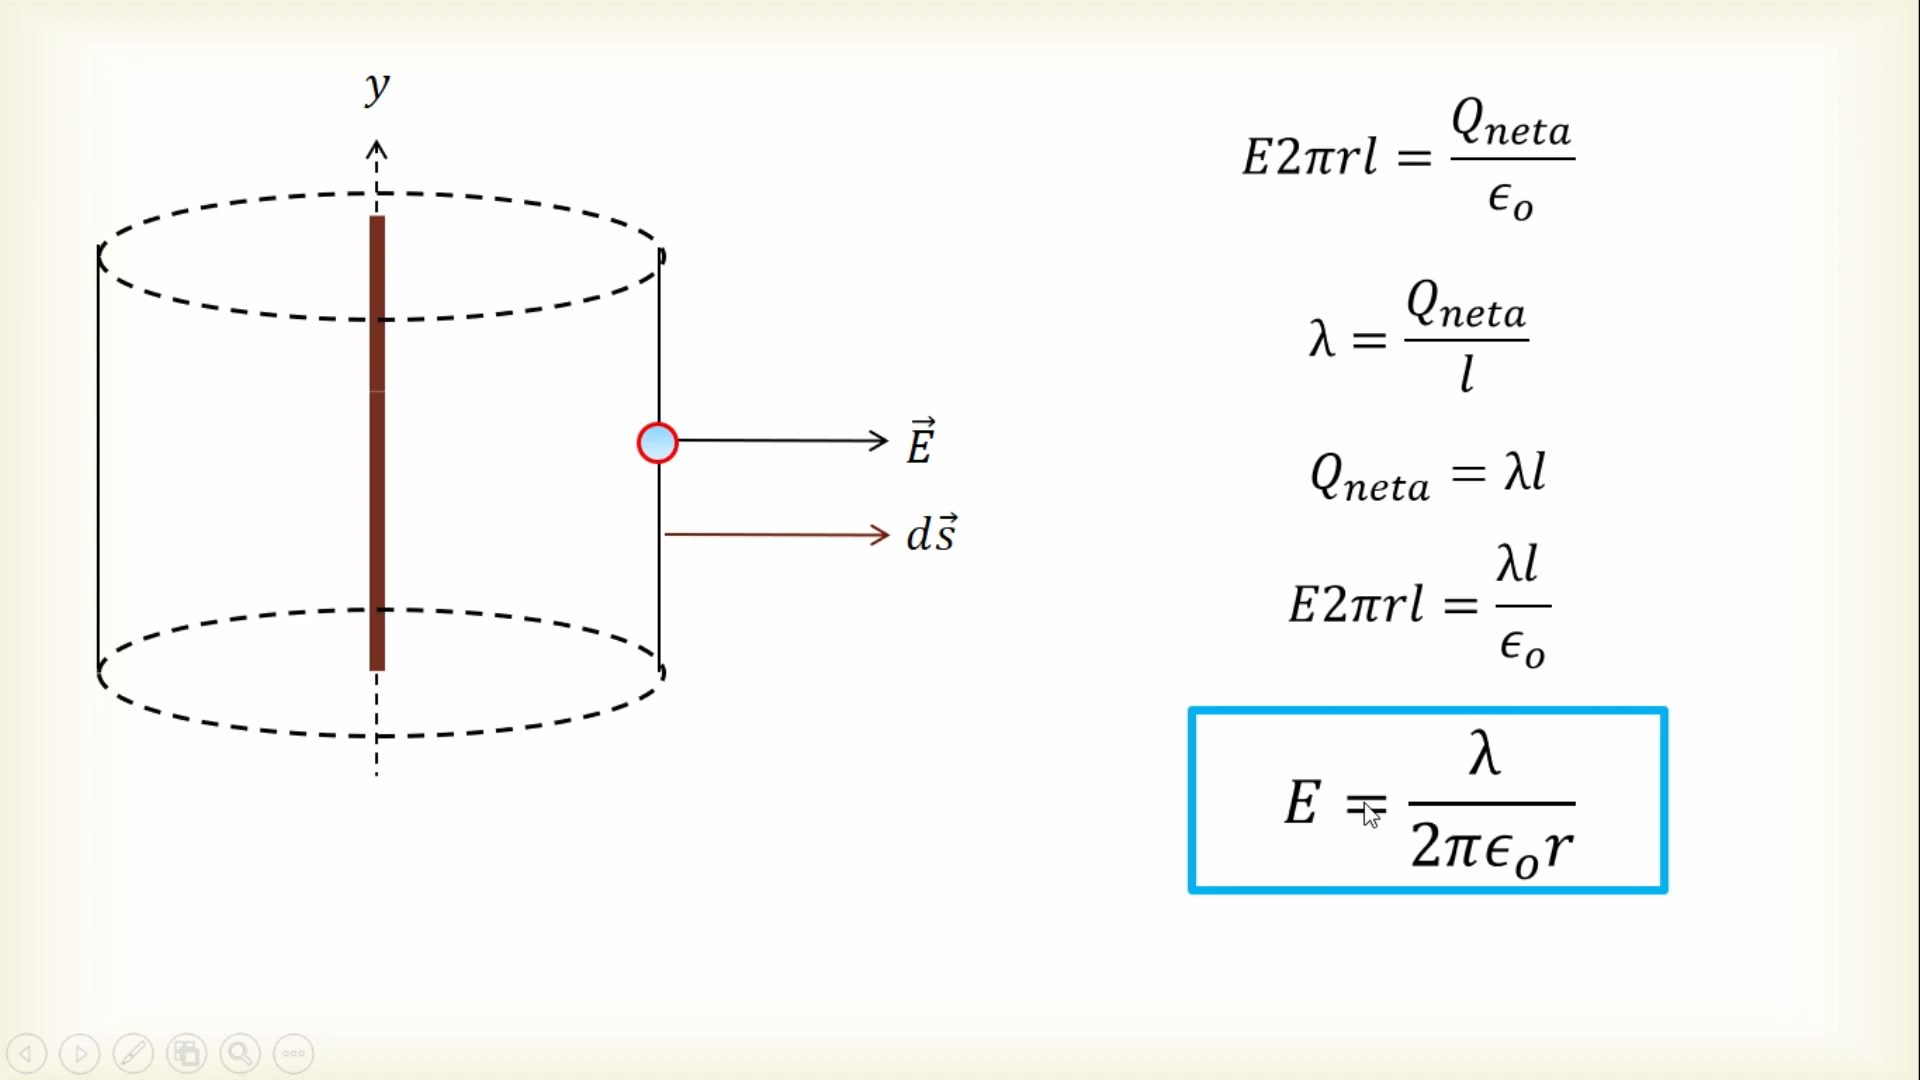 y
E⃗
ds⃗
E2πrl = Q_neta / ϵ_o
λ = Q_neta / l
Q_neta = λl
E2πrl = λl / ϵ_o
E = λ / 2πϵ_o r